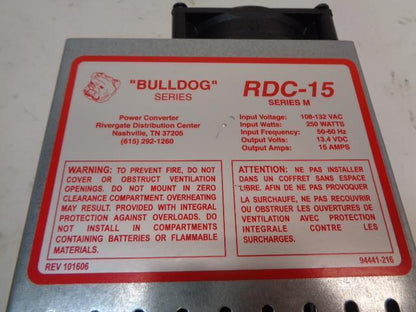 "BULLDOG"
SERIES
RDC-15
SERIES M
Power Converter
Rivergate Distribution Center
Nashville, TN 37205
(615) 292-1260
Input Voltage: 108-132 VAC
Input Watts: 250 WATTS
Input Frequency: 50-60 Hz
Output Volts: 13.4 VDC
Output Amps: 15 AMPS
WARNING: TO PREVENT FIRE, DO NOT
COVER OR OBSTRUCT VENTILATION
OPENINGS. DO NOT MOUNT IN ZERO
CLEARANCE COMPARTMENT. OVERHEATING
MAY RESULT. PROVIDED WITH INTEGRAL
PROTECTION AGAINST OVERLOADS. DO
NOT INSTALL IN COMPARTMENTS
CONTAINING BATTERIES OR FLAMMABLE
MATERIALS.
ATTENTION: NE PAS INSTALLER
DANS UN COFFRET SANS ESPACE
LIBRE. AFIN DE NE PAS PROVOQUER
LA SURCHAUFE, NE PAS RECOUVRIR
OU OBSTRUIRE LES OUVERTURES DE
VENTILATION AVEC PROTECTION
INTEGRALE CONTRE LES
SURCHARGES.
REV 101606
94441-216